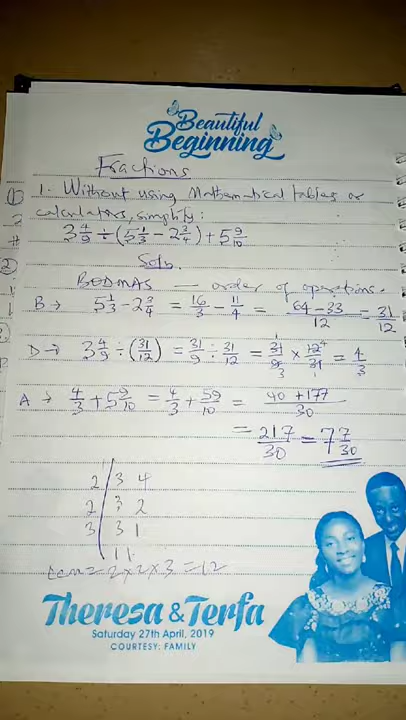 Beautiful
Beginning
Fractions
1. Without using Mathematical tables or
calculators, simplify:
3 4/9 ÷ (5 1/3 − 2 3/4) + 5 9/10
Soln.
BODMAS — order of operations.
B → 5 1/3 − 2 3/4 = 16/3 − 11/4 = 64−33/12 = 31/12
D → 3 4/9 ÷ (31/12) = 31/9 ÷ 31/12 = 31/9 × 12/31 = 4/3
A → 4/3 + 5 9/10 = 4/3 + 59/10 = 40+177/30
= 217/30 = 7 7/30
2 | 3 4
2 | 3 2
3 | 3 1
1 1
LCM = 2×2×3 = 12
Theresa & Terfa
Saturday 27th April, 2019
COURTESY: FAMILY